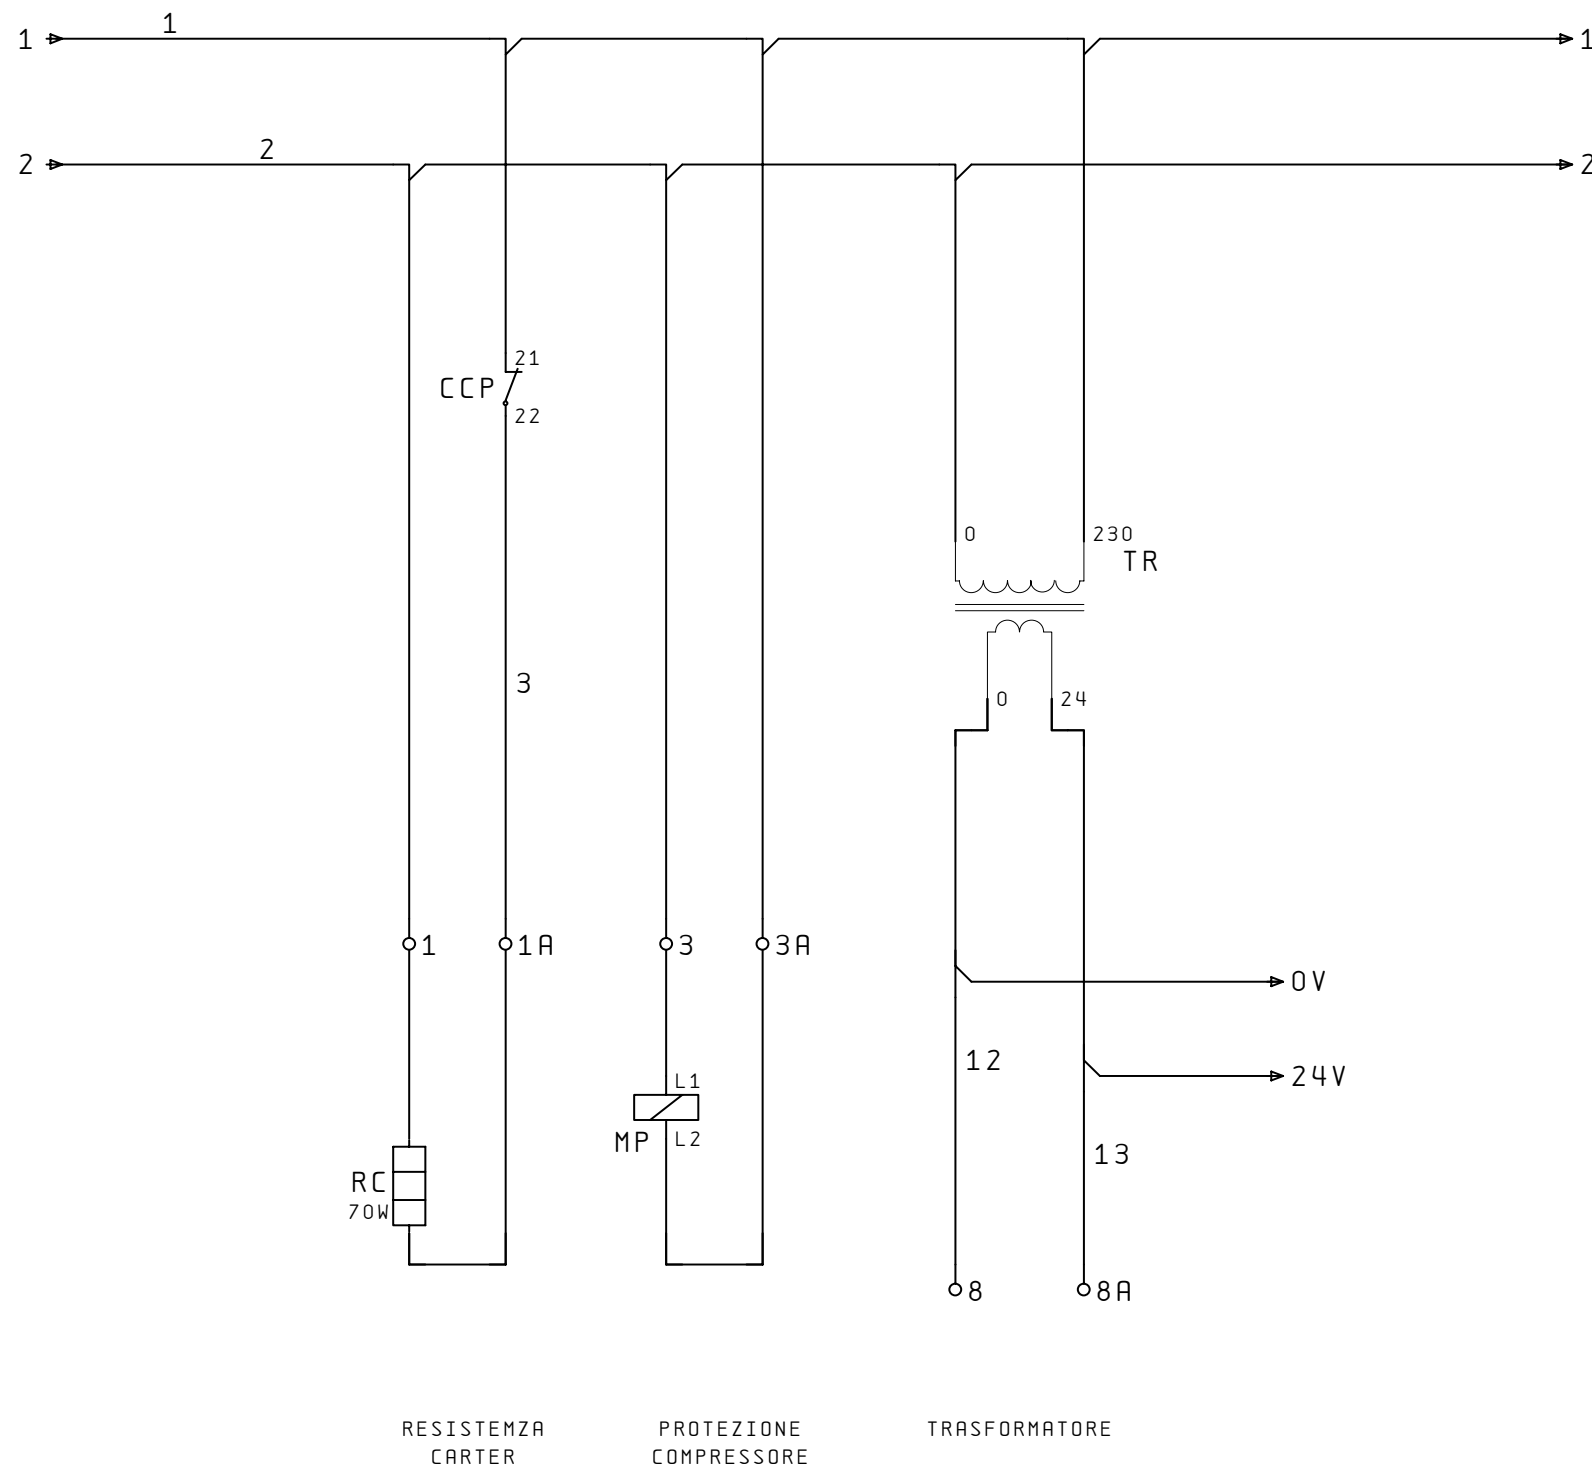 1
1
1
2
2
2
21
CCP
22
0
230
TR
3
0
24
1
1A
3
3A
0V
12
24V
L1
MP
L2
13
RC
70W
8
8A
RESISTEMZA
CARTER
PROTEZIONE
COMPRESSORE
TRASFORMATORE